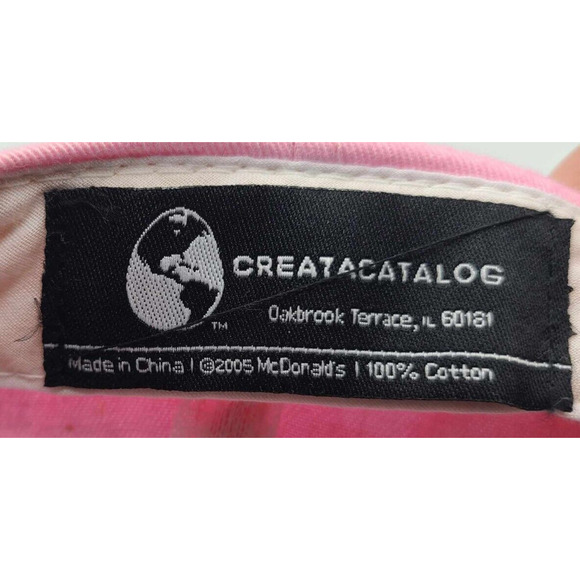 CREATACATALOG
Oakbrook Terrace, IL 60181
TM
Made in China | ©2005 McDonald's | 100% Cotton